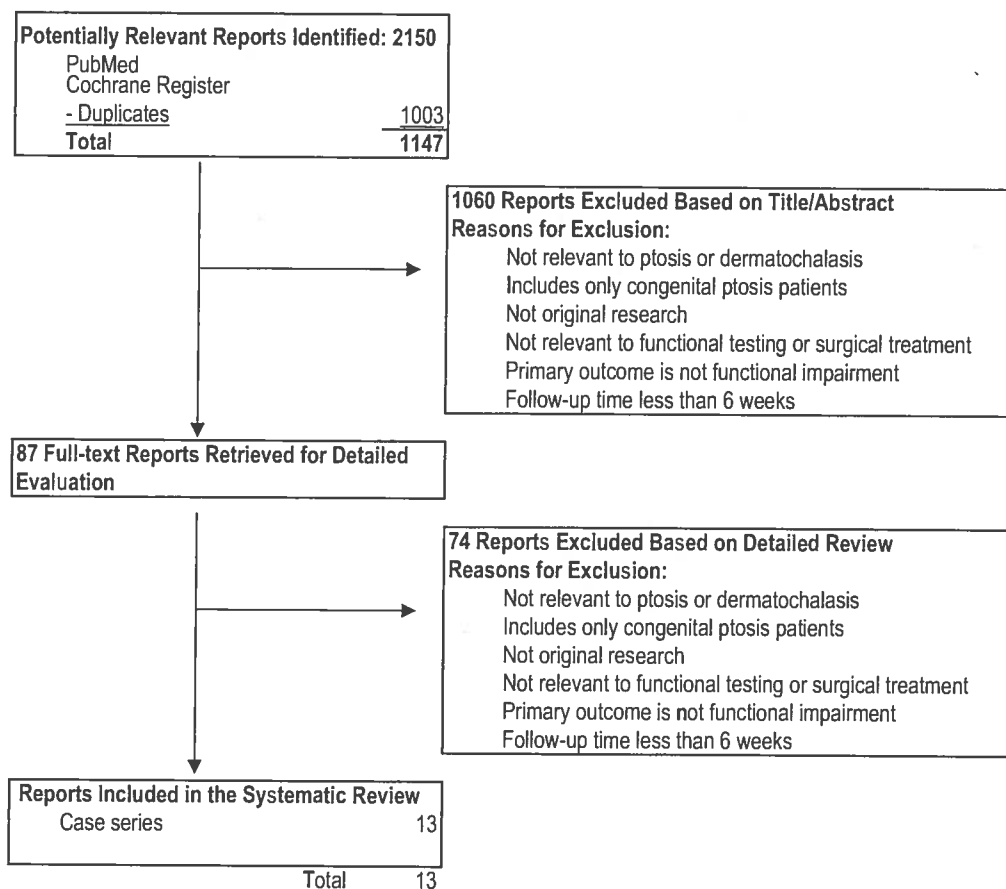 Potentially Relevant Reports Identified: 2150
PubMed
Cochrane Register
- Duplicates 1003
Total 1147
1060 Reports Excluded Based on Title/Abstract
Reasons for Exclusion:
Not relevant to ptosis or dermatochalasis
Includes only congenital ptosis patients
Not original research
Not relevant to functional testing or surgical treatment
Primary outcome is not functional impairment
Follow-up time less than 6 weeks
87 Full-text Reports Retrieved for Detailed
Evaluation
74 Reports Excluded Based on Detailed Review
Reasons for Exclusion:
Not relevant to ptosis or dermatochalasis
Includes only congenital ptosis patients
Not original research
Not relevant to functional testing or surgical treatment
Primary outcome is not functional impairment
Follow-up time less than 6 weeks
Reports Included in the Systematic Review
Case series 13
Total 13